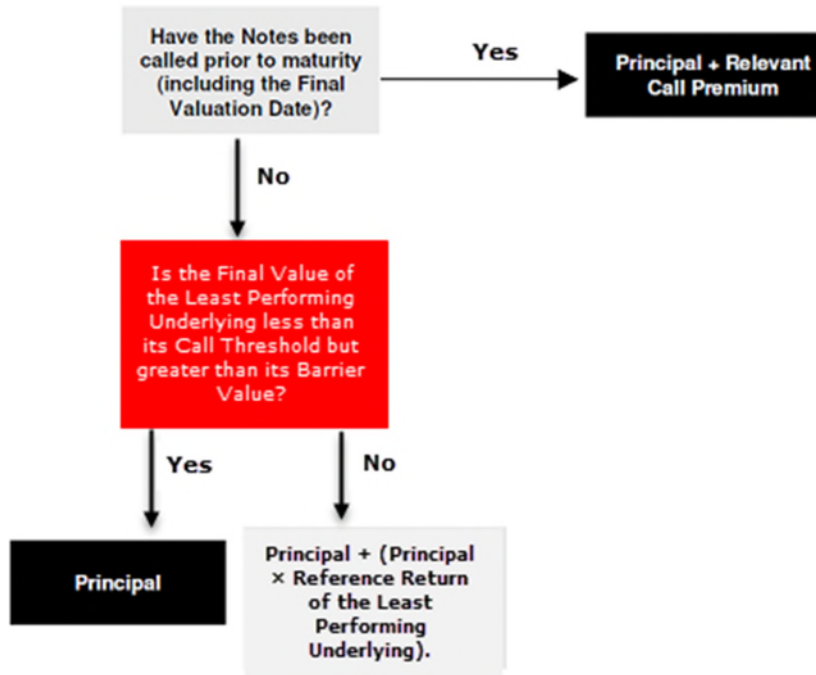 Have the Notes been
called prior to maturity
(including the Final
Valuation Date)?
Yes
Principal + Relevant
Call Premium
No
Is the Final Value of
the Least Performing
Underlying less than
its Call Threshold but
greater than its Barrier
Value?
Yes
No
Principal
Principal + (Principal
× Reference Return
of the Least
Performing
Underlying).